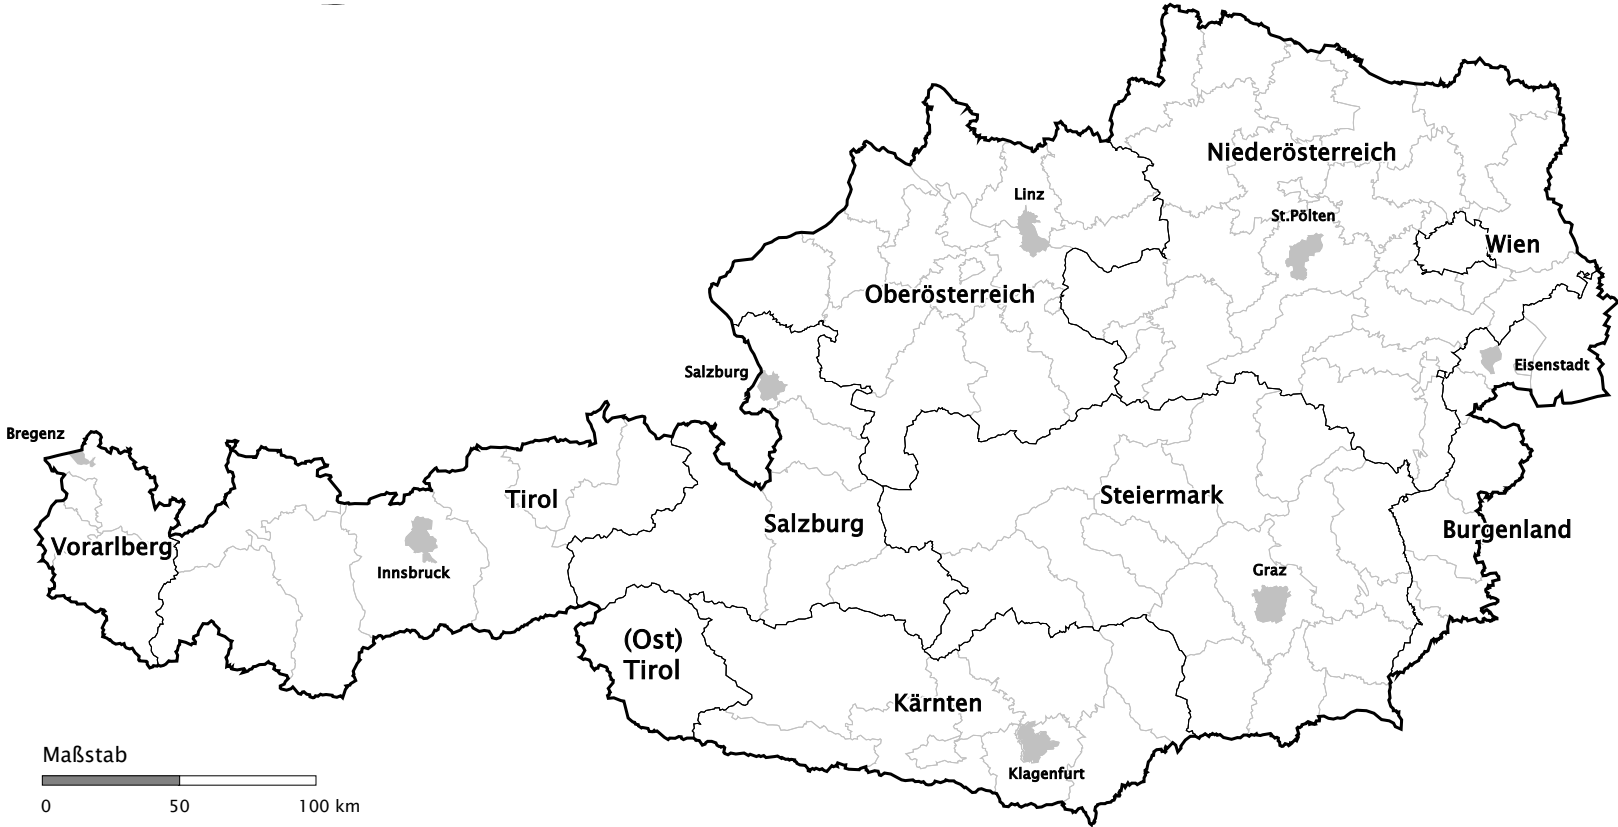 Niederösterreich
Linz
St.Pölten
Wien
Oberösterreich
Salzburg
Eisenstadt
Bregenz
Tirol
Steiermark
Salzburg
Burgenland
Vorarlberg
Innsbruck
Graz
(Ost)
Tirol
Kärnten
Klagenfurt
Maßstab
0 50 100 km